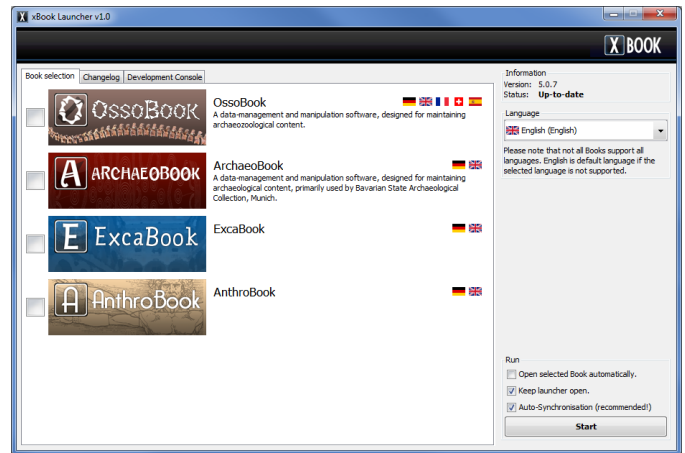 xBook Launcher v1.0
X BOOK
Book selection
Changelog
Development Console
OssoBook
OssoBook
A data-management and manipulation software, designed for maintaining
archaeozoological content.
A ARCHAEOBOOK
ArchaeoBook
A data-management and manipulation software, designed for maintaining
archaeological content, primarily used by Bavarian State Archaeological
Collection, Munich.
E ExcaBook
ExcaBook
A AnthroBook
AnthroBook
Information
Version: 5.0.7
Status: Up-to-date
Language
English (English)
Please note that not all Books support all
languages. English is default language if the
selected language is not supported.
Run
Open selected Book automatically.
Keep launcher open.
Auto-Synchronisation (recommended!)
Start